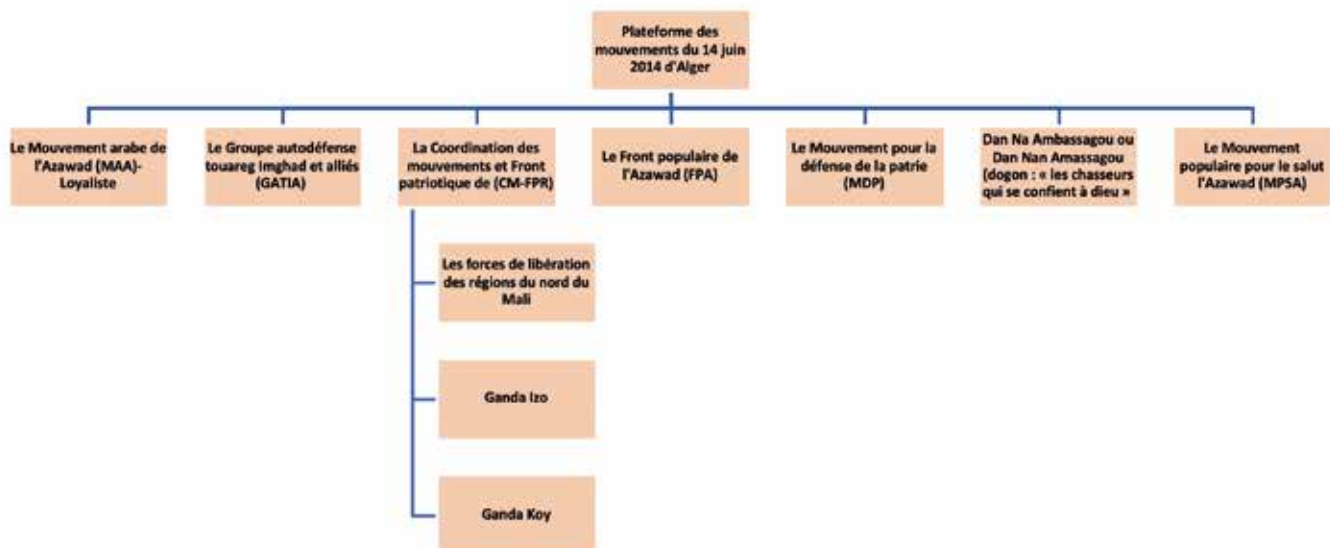 Plateforme des
mouvements du 14 juin
2014 d'Alger
Le Mouvement arabe de
l'Azawad (MAA)-
Loyaliste
Le Groupe autodéfense
touareg Imghad et alliés
(GATIA)
La Coordination des
mouvements et Front
patriotique de (CM-FPR)
Le Front populaire de
l'Azawad (FPA)
Le Mouvement pour la
défense de la patrie
(MDP)
Dan Na Ambassagou ou
Dan Nan Amassagou
(dogon : « les chasseurs
qui se confient à dieu »
Le Mouvement
populaire pour le salut
l'Azawad (MPSA)
Les forces de libération
des régions du nord du
Mali
Ganda Izo
Ganda Koy